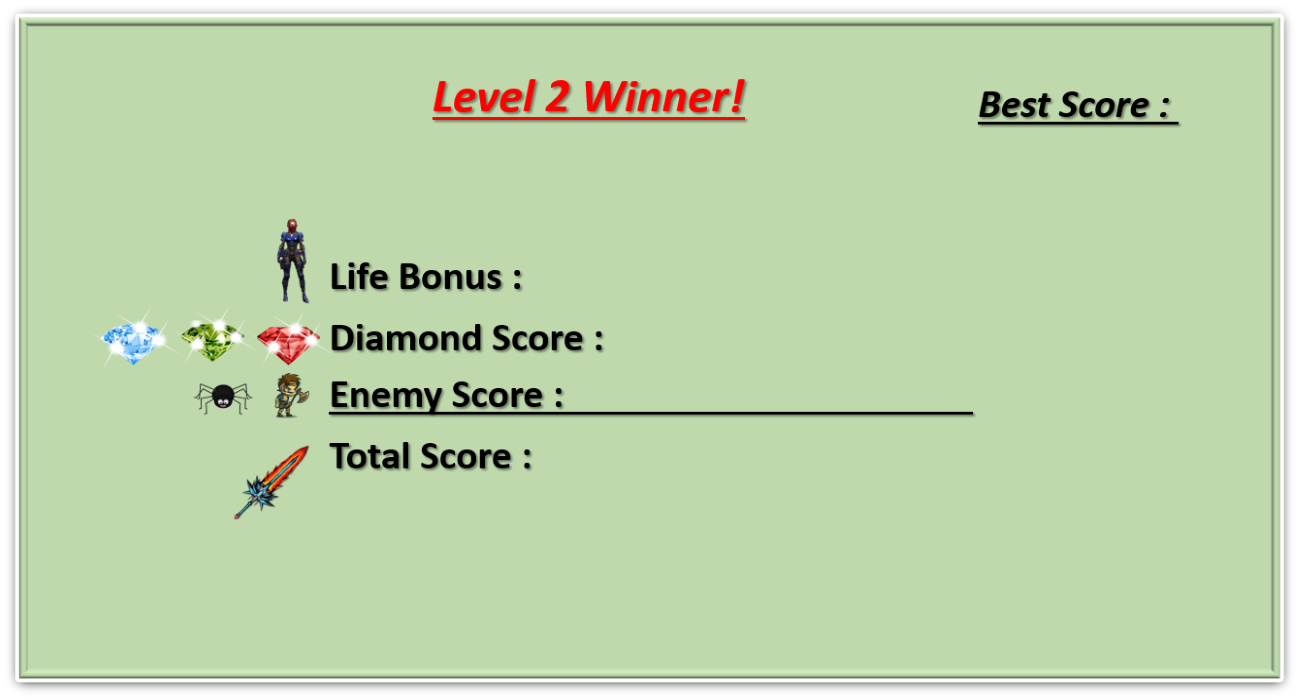 Level 2 Winner!
Best Score :
Life Bonus :
Diamond Score :
Enemy Score :
Total Score :